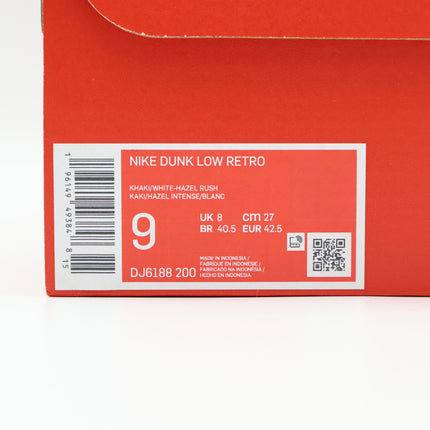 NIKE DUNK LOW RETRO
KHAKI/WHITE-HAZEL RUSH
KAKI/HAZEL INTENSE/BLANC
9
UK 8 cm 27
BR 40.5 EUR 42.5
DJ6188 200
MADE IN INDONESIA /
FABRIQUE EN INDONESIE /
FABRICADO NA INDONÉSIA /
HECHO EN INDONESIA
1 96149 49384 8 15